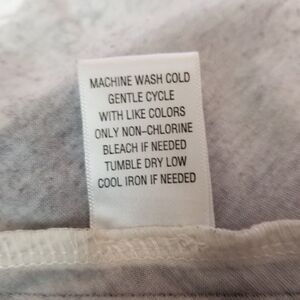 MACHINE WASH COLD
GENTLE CYCLE
WITH LIKE COLORS
ONLY NON-CHLORINE
BLEACH IF NEEDED
TUMBLE DRY LOW
COOL IRON IF NEEDED